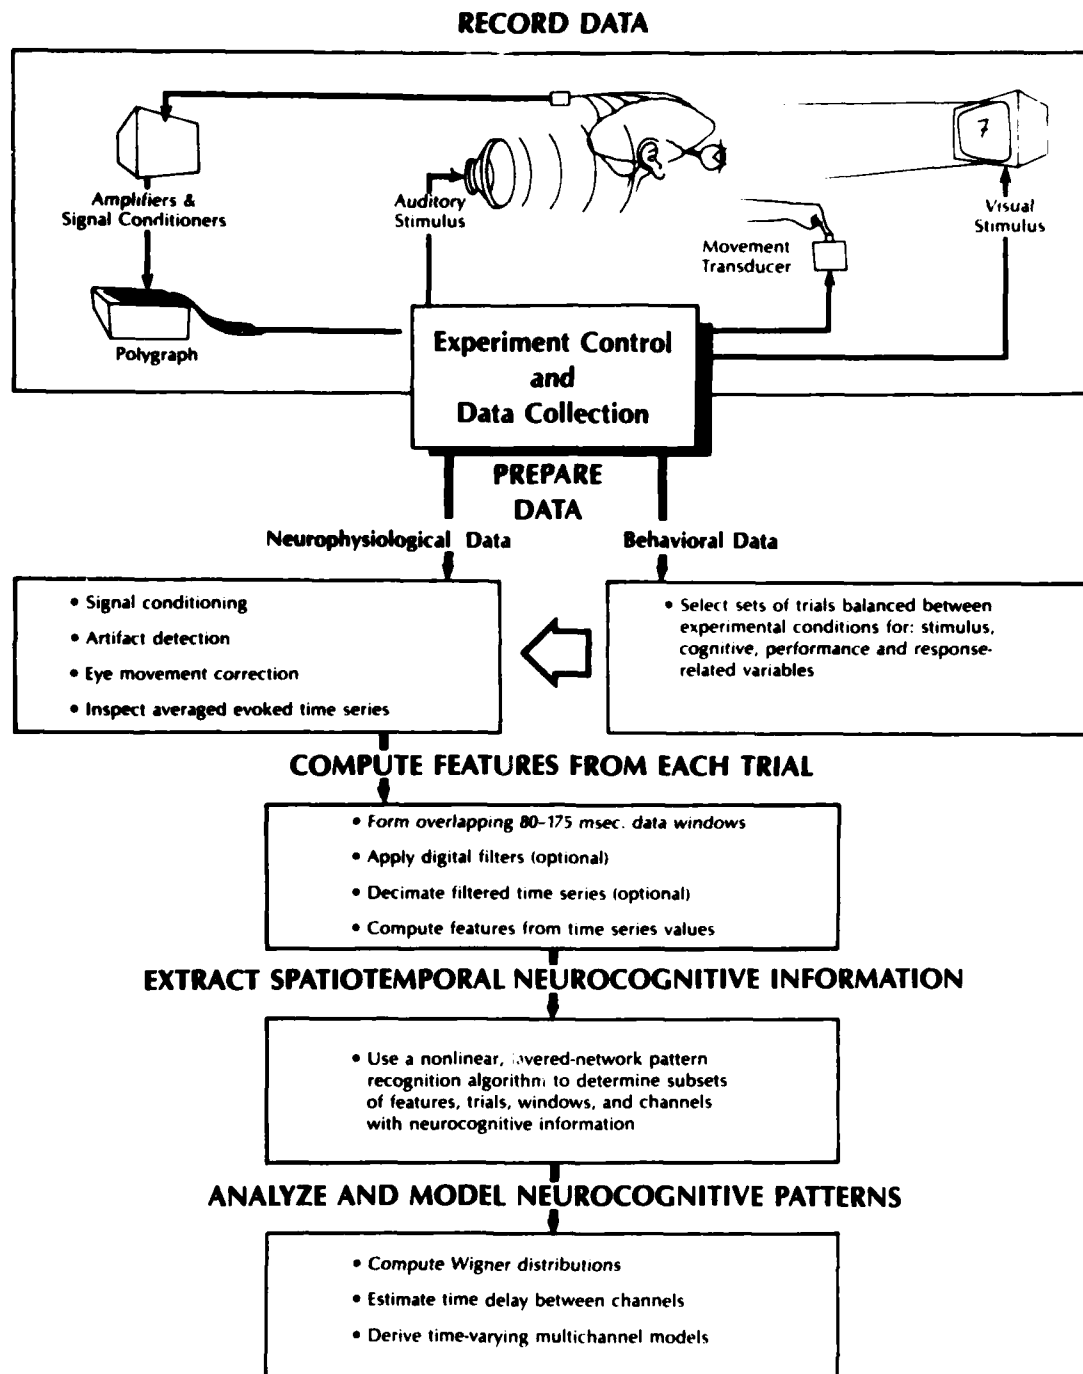 RECORD DATA
7
Amplifiers &
Signal Conditioners
Auditory
Stimulus
Visual
Stimulus
Movement
Transducer
Polygraph
Experiment Control
and
Data Collection
PREPARE
DATA
Neurophysiological Data
Behavioral Data
• Signal conditioning
• Artifact detection
• Eye movement correction
• Inspect averaged evoked time series
• Select sets of trials balanced between
experimental conditions for: stimulus,
cognitive, performance and response-
related variables
COMPUTE FEATURES FROM EACH TRIAL
• Form overlapping 80–175 msec. data windows
• Apply digital filters (optional)
• Decimate filtered time series (optional)
• Compute features from time series values
EXTRACT SPATIOTEMPORAL NEUROCOGNITIVE INFORMATION
• Use a nonlinear, layered-network pattern
recognition algorithm to determine subsets
of features, trials, windows, and channels
with neurocognitive information
ANALYZE AND MODEL NEUROCOGNITIVE PATTERNS
• Compute Wigner distributions
• Estimate time delay between channels
• Derive time-varying multichannel models